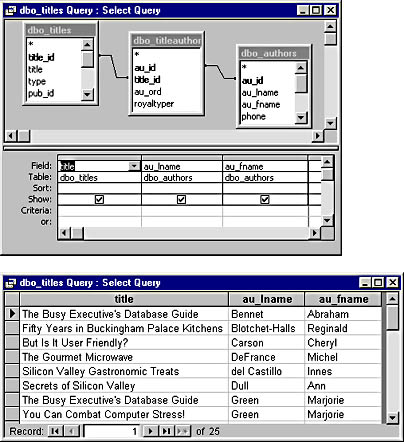 dbo_titles Query : Select Query
dbo_titles
*
title_id
title
type
pub_id
dbo_titleauthor
*
au_id
title_id
au_ord
royaltyper
dbo_authors
*
au_id
au_lname
au_fname
phone
Field: title au_lname au_fname
Table: dbo_titles dbo_authors dbo_authors
Sort:
Show:
Criteria:
or:
dbo_titles Query : Select Query
title au_lname au_fname
The Busy Executive's Database Guide Bennet Abraham
Fifty Years in Buckingham Palace Kitchens Blotchet-Halls Reginald
But Is It User Friendly? Carson Cheryl
The Gourmet Microwave DeFrance Michel
Silicon Valley Gastronomic Treats del Castillo Innes
Secrets of Silicon Valley Dull Ann
The Busy Executive's Database Guide Green Marjorie
You Can Combat Computer Stress! Green Marjorie
Record: 1 of 25